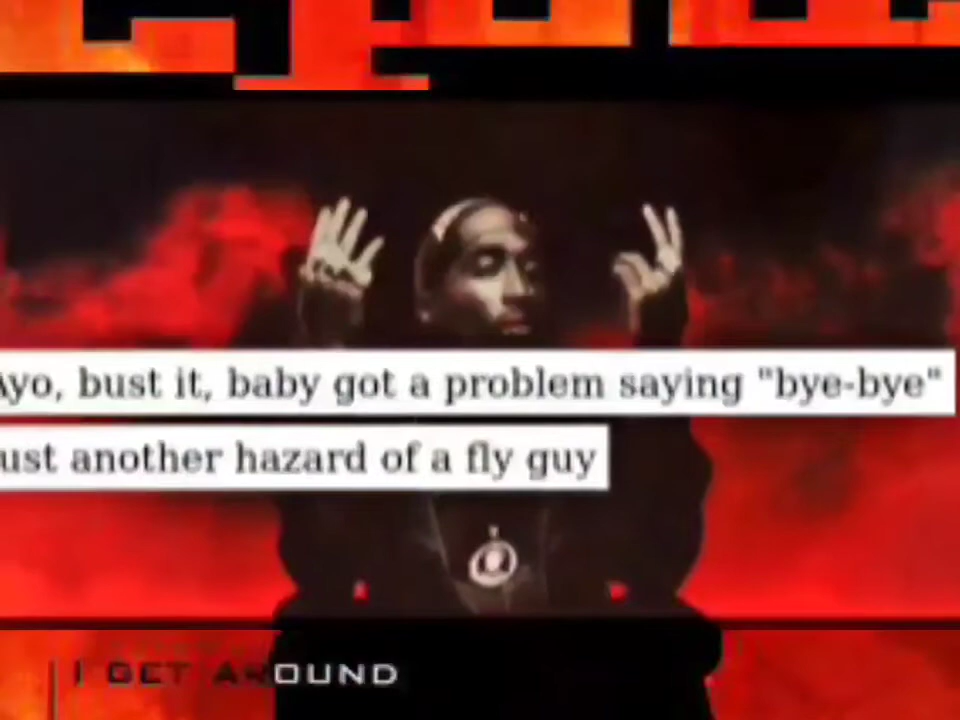 Ayo, bust it, baby got a problem saying "bye-bye"
ust another hazard of a fly guy
I GET AROUND